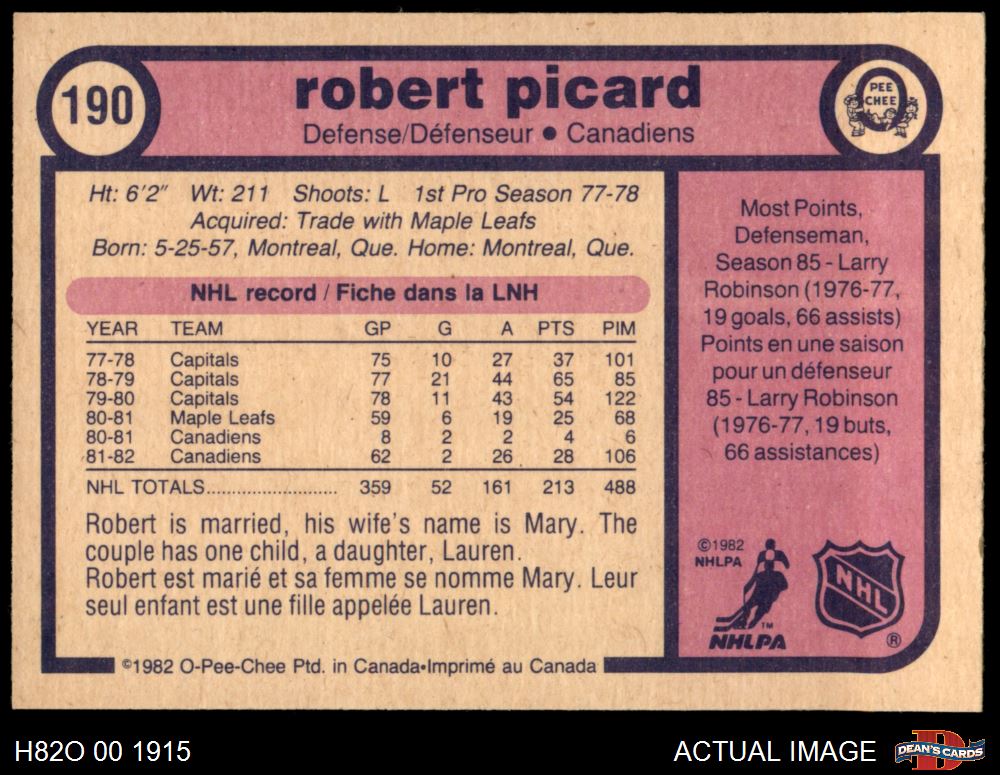 190
robert picard
Defense/Défenseur • Canadiens
PEE
CHEE
Ht: 6'2" Wt: 211 Shoots: L 1st Pro Season 77-78
Acquired: Trade with Maple Leafs
Born: 5-25-57, Montreal, Que. Home: Montreal, Que.
NHL record / Fiche dans la LNH
YEAR TEAM GP G A PTS PIM
77-78 Capitals 75 10 27 37 101
78-79 Capitals 77 21 44 65 85
79-80 Capitals 78 11 43 54 122
80-81 Maple Leafs 59 6 19 25 68
80-81 Canadiens 8 2 2 4 6
81-82 Canadiens 62 2 26 28 106
NHL TOTALS.......................... 359 52 161 213 488
Robert is married, his wife's name is Mary. The
couple has one child, a daughter, Lauren.
Robert est marié et sa femme se nomme Mary. Leur
seul enfant est une fille appelée Lauren.
Most Points,
Defenseman,
Season 85 - Larry
Robinson (1976-77,
19 goals, 66 assists)
Points en une saison
pour un défenseur
85 - Larry Robinson
(1976-77, 19 buts,
66 assistances)
©1982
NHLPA
TM
NHLPA
NHL
®
©1982 O-Pee-Chee Ptd. in Canada•Imprimé au Canada
H82O 00 1915
ACTUAL IMAGE
DEAN'S CARDS